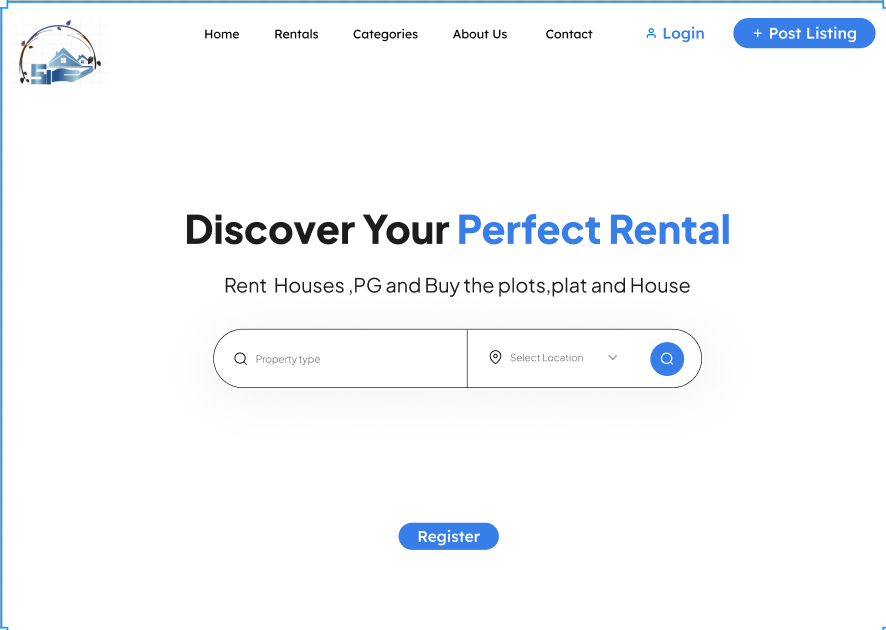 Home Rentals Categories About Us Contact Login + Post Listing
Discover Your Perfect Rental
Rent Houses ,PG and Buy the plots,plat and House
Property type Select Location
Register